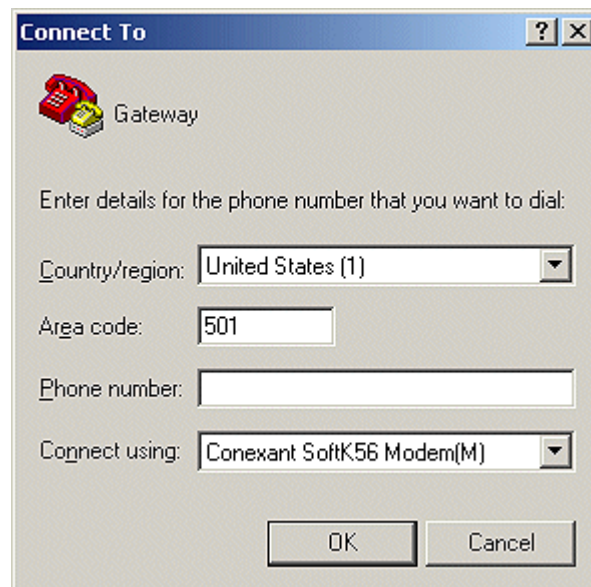 Connect To
Gateway
Enter details for the phone number that you want to dial:
Country/region: United States (1)
Area code: 501
Phone number:
Connect using: Conexant SoftK56 Modem(M)
OK Cancel